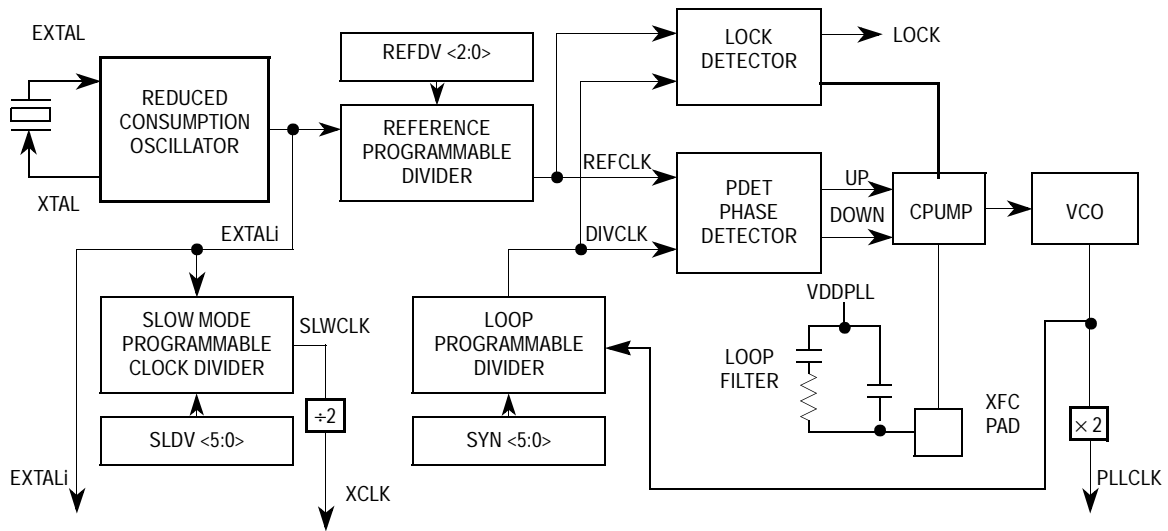 EXTAL
XTAL
REDUCED
CONSUMPTION
OSCILLATOR
REFDV <2:0>
REFERENCE
PROGRAMMABLE
DIVIDER
LOCK
DETECTOR
LOCK
REFCLK
DIVCLK
PDET
PHASE
DETECTOR
UP
DOWN
CPUMP
VCO
EXTALi
SLOW MODE
PROGRAMMABLE
CLOCK DIVIDER
SLWCLK
÷2
SLDV <5:0>
EXTALi
XCLK
LOOP
PROGRAMMABLE
DIVIDER
SYN <5:0>
VDDPLL
LOOP
FILTER
XFC
PAD
× 2
PLLCLK